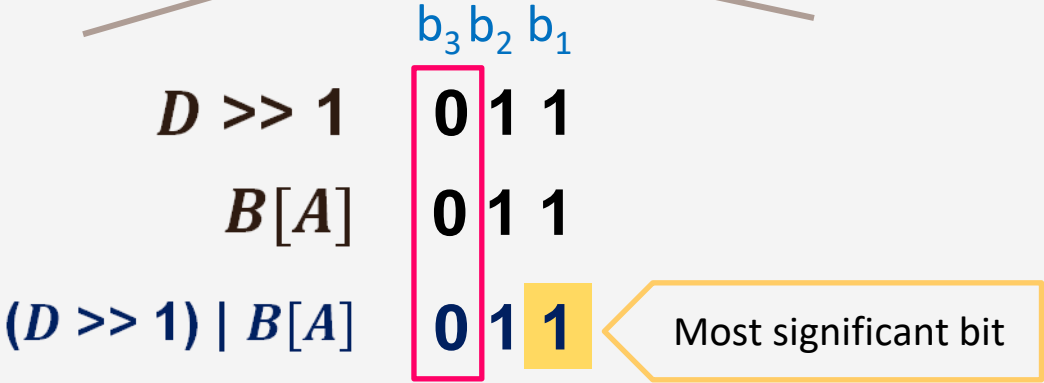 b₃ b₂ b₁
D >> 1 0 1 1
B[A] 0 1 1
(D >> 1) | B[A] 0 1 1 Most significant bit